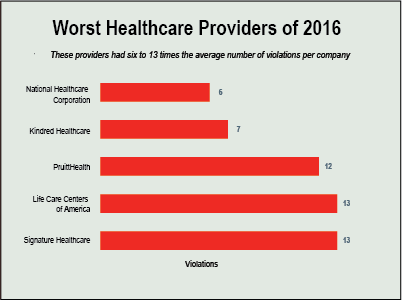 Worst Healthcare Providers of 2016
These providers had six to 13 times the average number of violations per company
National Healthcare
Corporation
6
Kindred Healthcare
7
PruittHealth
12
Life Care Centers
of America
13
Signature Healthcare
13
Violations